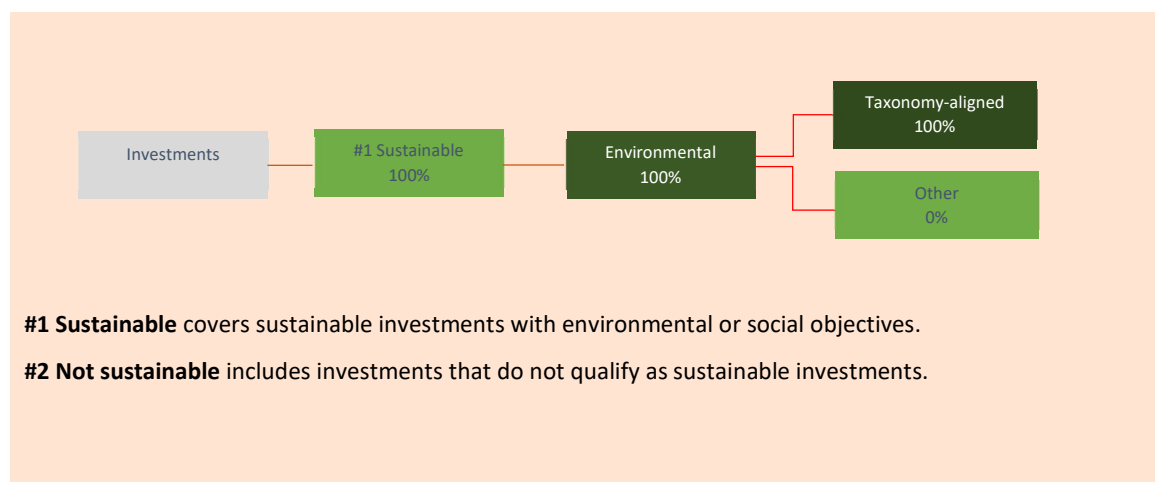 Investments
#1 Sustainable
100%
Environmental
100%
Taxonomy-aligned
100%
Other
0%
#1 Sustainable covers sustainable investments with environmental or social objectives.
#2 Not sustainable includes investments that do not qualify as sustainable investments.